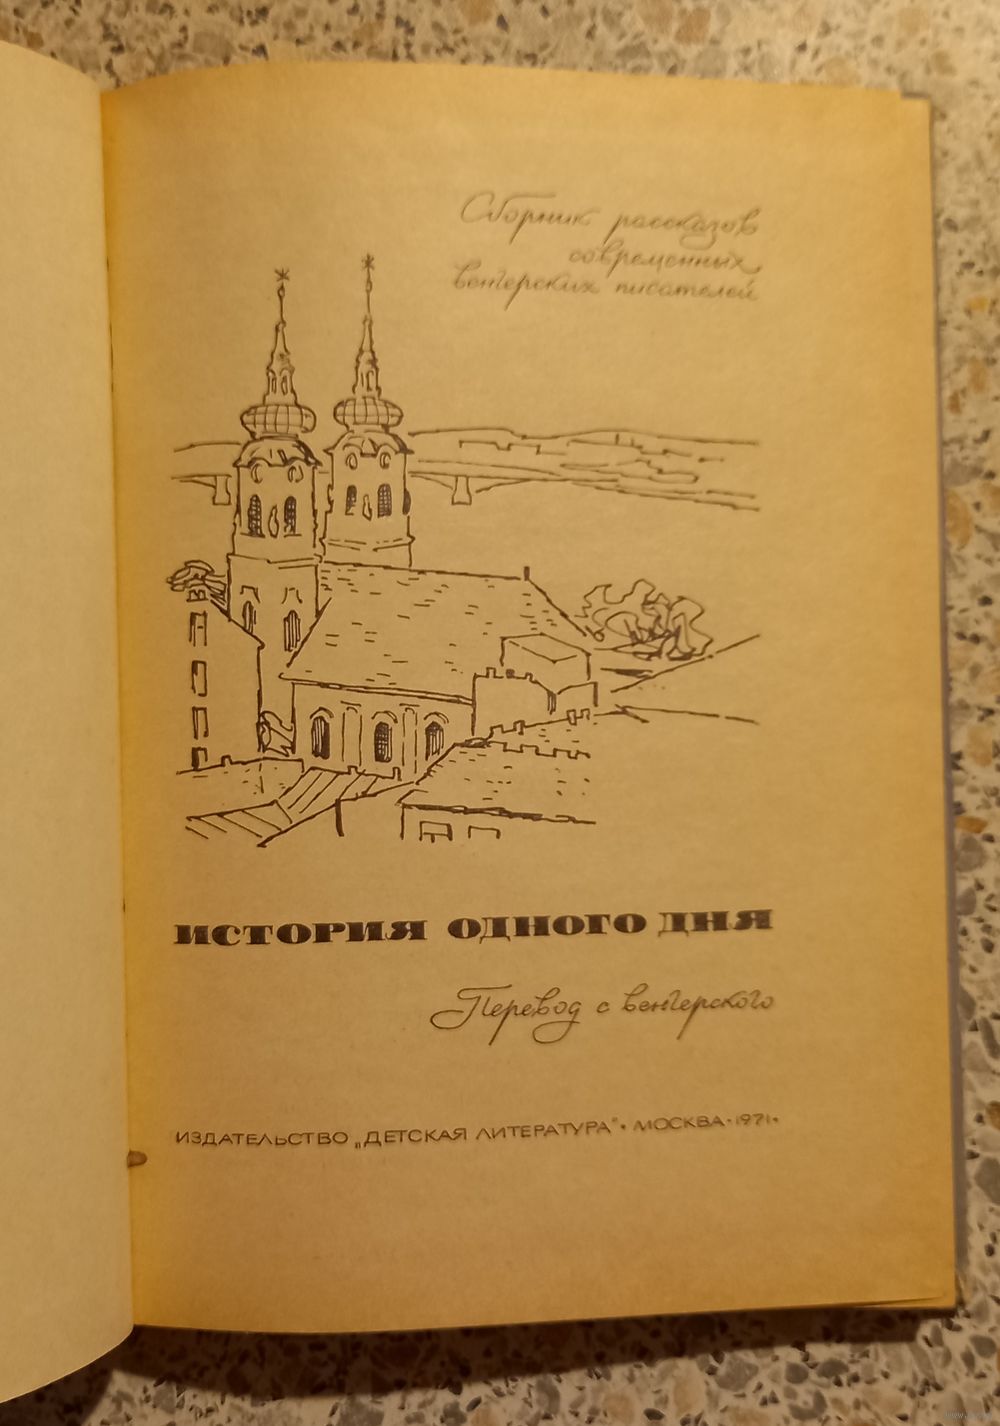 Сборник рассказов
современных
венгерских писателей
ИСТОРИЯ ОДНОГО ДНЯ
Перевод с венгерского
ИЗДАТЕЛЬСТВО „ДЕТСКАЯ ЛИТЕРАТУРА“ • МОСКВА • 1971 •